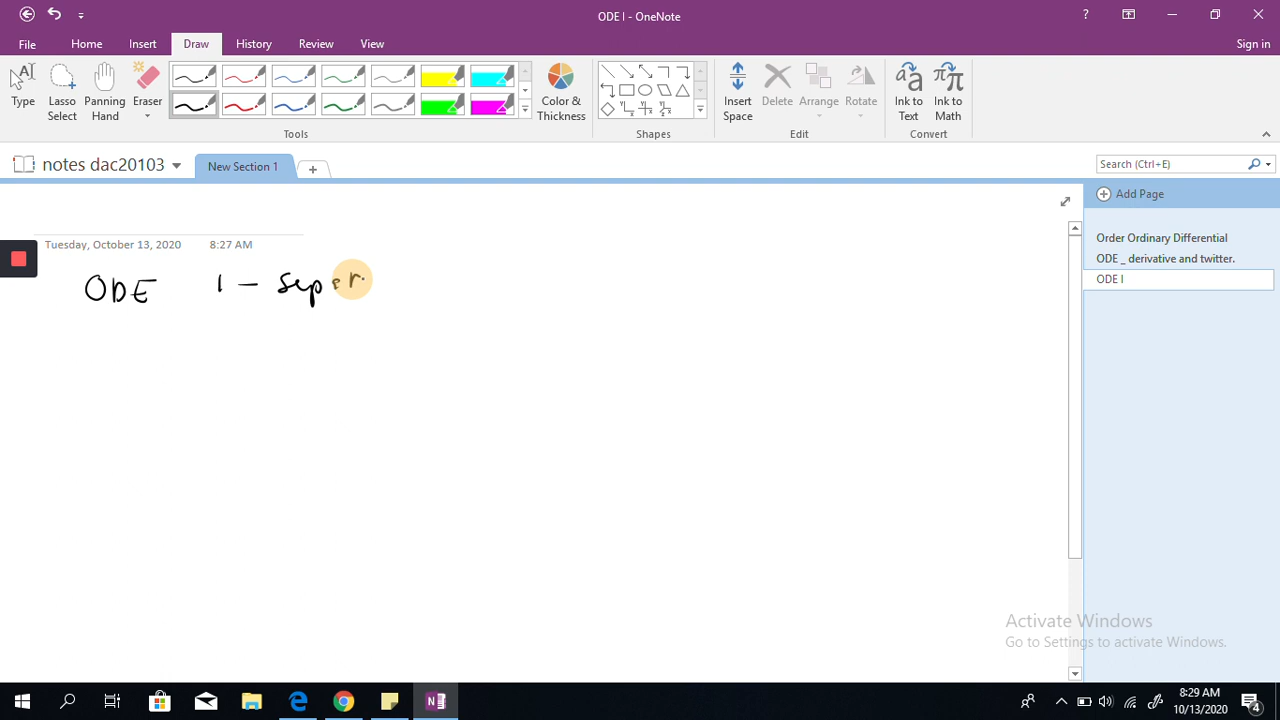 ODE I - OneNote
?
File
Home
Insert
Draw
History
Review
View
Sign in
Type
Lasso Select
Panning Hand
Eraser
Color & Thickness
Insert Space
Delete
Arrange
Rotate
Ink to Text
Ink to Math
Tools
Shapes
Edit
Convert
notes dac20103
New Section 1
Search (Ctrl+E)
Add Page
Tuesday, October 13, 2020 8:27 AM
Order Ordinary Differential
ODE _ derivative and twitter.
ODE I
ODE 1 - seper
Activate Windows
Go to Settings to activate Windows.
8:29 AM
10/13/2020
4